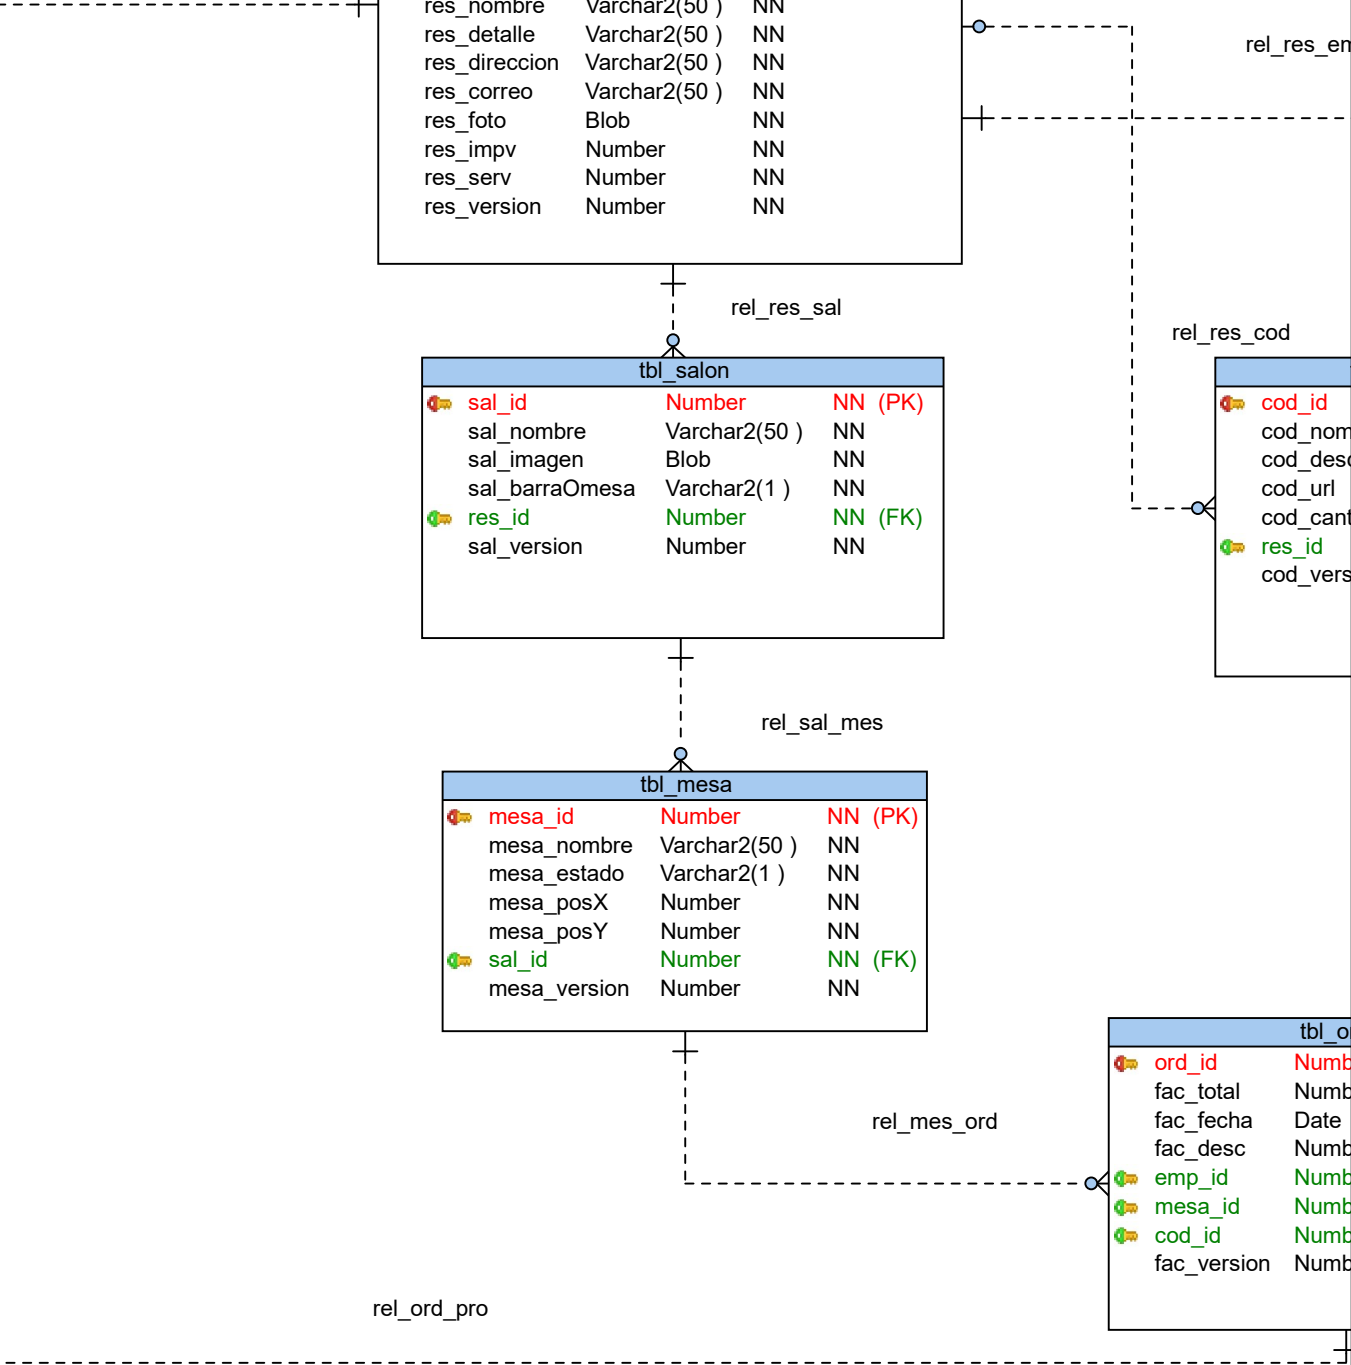 res_nombre Varchar2(50 ) NN
res_detalle Varchar2(50 ) NN
res_direccion Varchar2(50 ) NN
res_correo Varchar2(50 ) NN
res_foto Blob NN
res_impv Number NN
res_serv Number NN
res_version Number NN
rel_res_sal
tbl_salon
sal_id Number NN (PK)
sal_nombre Varchar2(50 ) NN
sal_imagen Blob NN
sal_barraOmesa Varchar2(1 ) NN
res_id Number NN (FK)
sal_version Number NN
rel_res_cod
cod_id
cod_url
res_id
rel_sal_mes
tbl_mesa
mesa_id Number NN (PK)
mesa_nombre Varchar2(50 ) NN
mesa_estado Varchar2(1 ) NN
mesa_posX Number NN
mesa_posY Number NN
sal_id Number NN (FK)
mesa_version Number NN
rel_mes_ord
ord_id
fac_total
fac_fecha Date
fac_desc
emp_id
mesa_id
cod_id
fac_version
rel_ord_pro